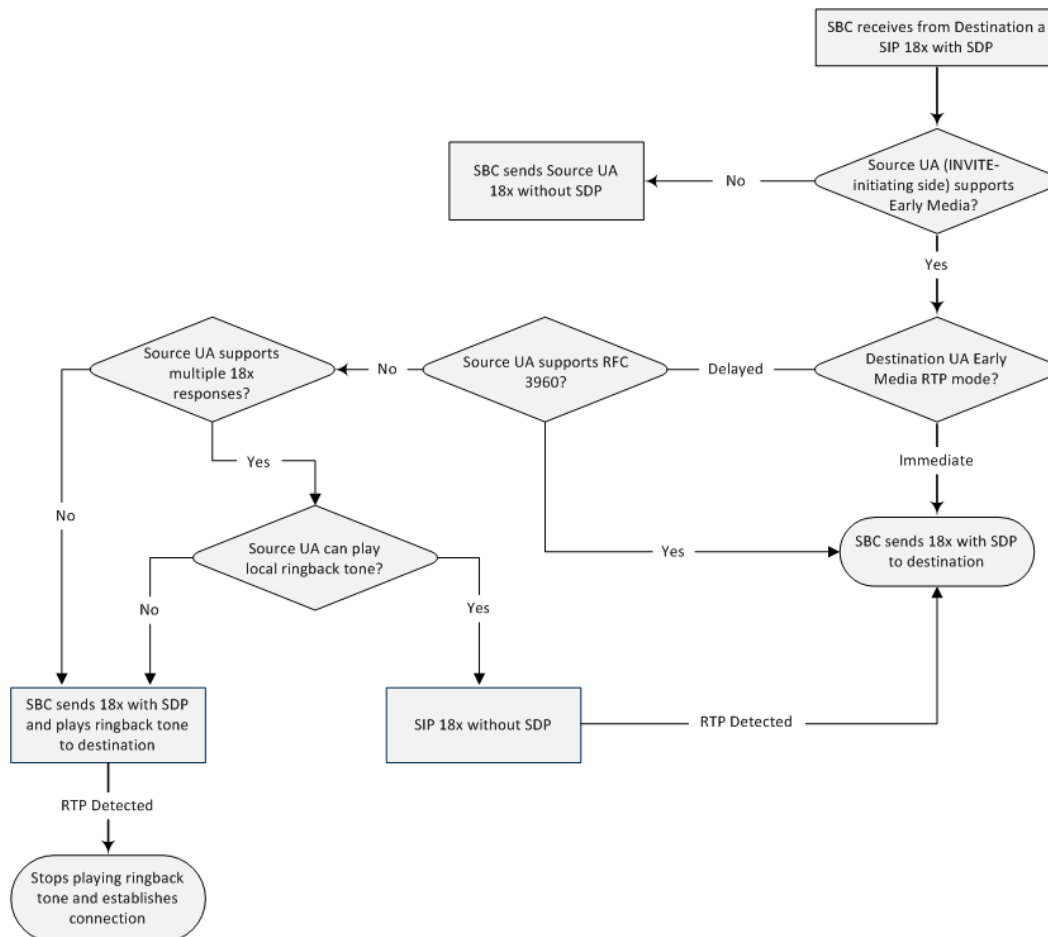 SBC receives from Destination a
SIP 18x with SDP
Source UA (INVITE-
initiating side) supports
Early Media?
No
SBC sends Source UA
18x without SDP
Yes
Destination UA Early
Media RTP mode?
Delayed
Source UA supports RFC
3960?
No
Source UA supports
multiple 18x
responses?
Immediate
Yes
No
Source UA can play
local ringback tone?
Yes
SBC sends 18x with SDP
to destination
No
Yes
SBC sends 18x with SDP
and plays ringback tone
to destination
SIP 18x without SDP
RTP Detected
RTP Detected
Stops playing ringback
tone and establishes
connection